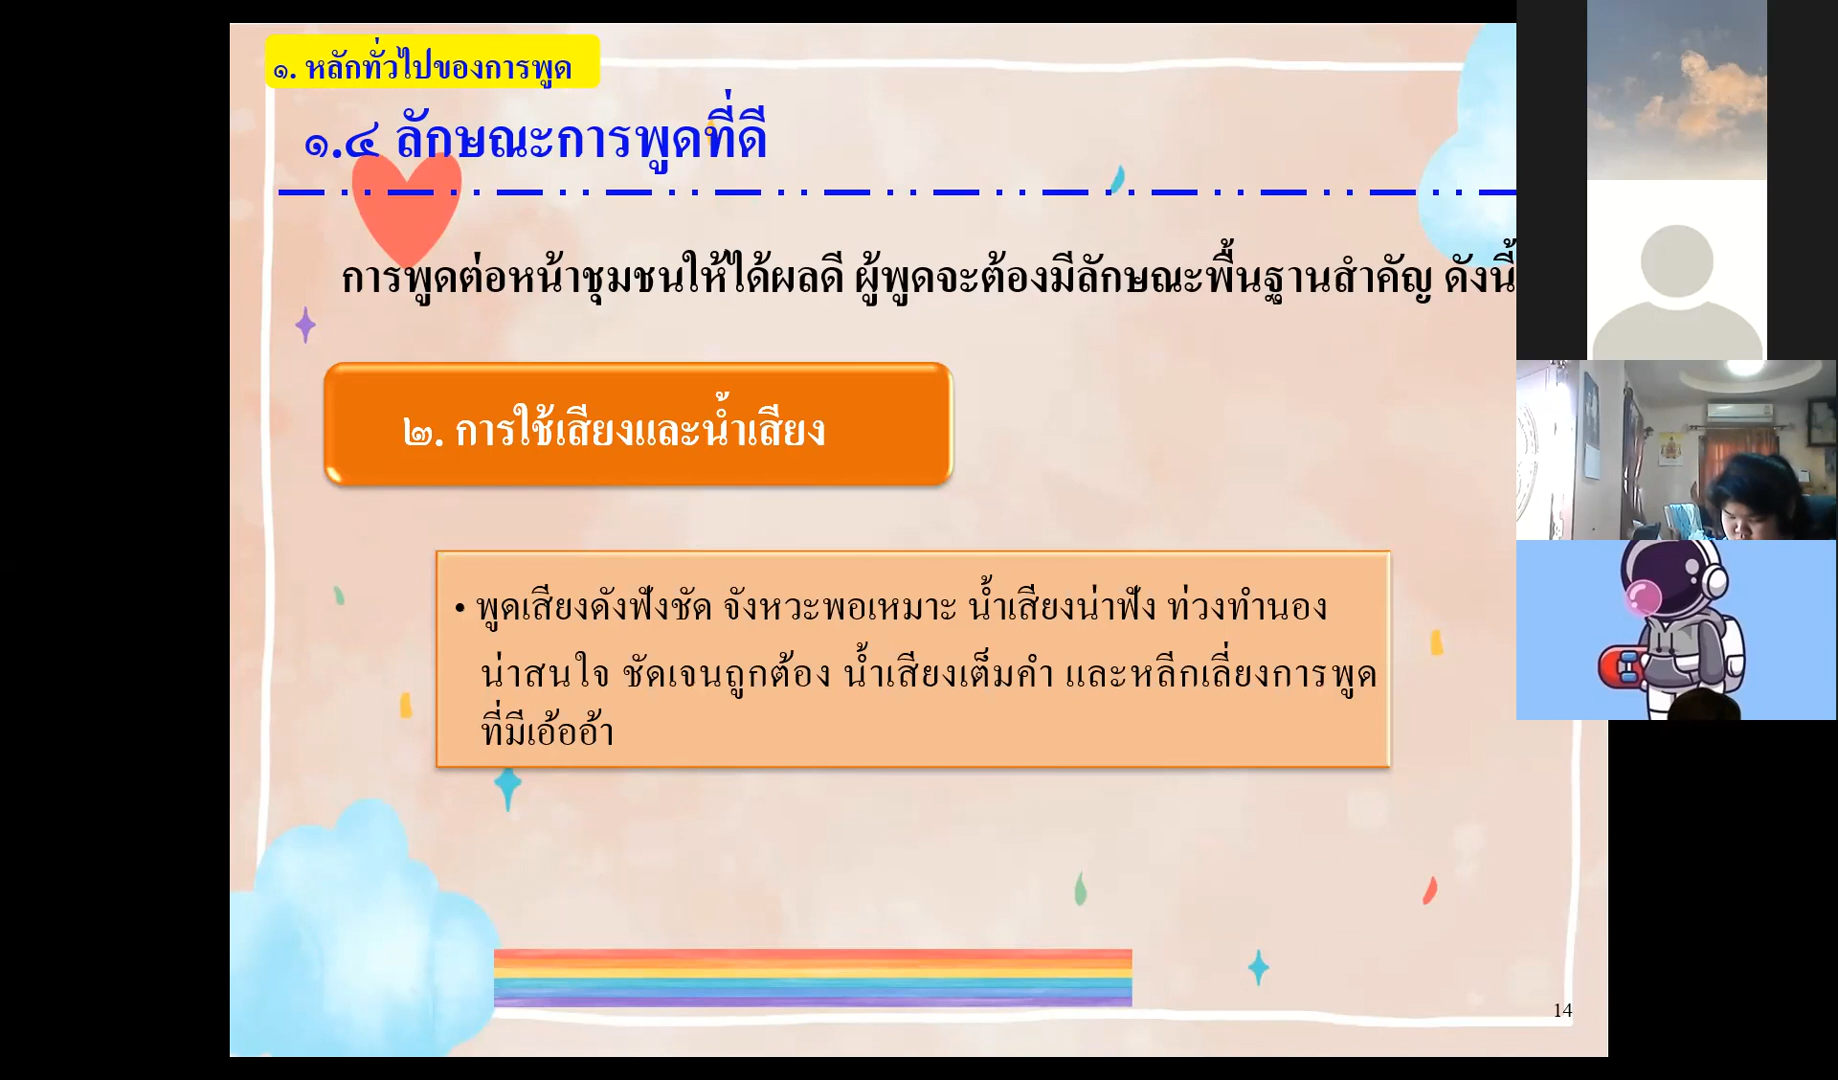 ๑. หลักทั่วไปของการพูด
๑.๔ ลักษณะการพูดที่ดี
การพูดต่อหน้าชุมชนให้ได้ผลดี ผู้พูดจะต้องมีลักษณะพื้นฐานสำคัญ ดังนี้
๒. การใช้เสียงและน้ำเสียง
• พูดเสียงดังฟังชัด จังหวะพอเหมาะ น้ำเสียงน่าฟัง ท่วงทำนอง
น่าสนใจ ชัดเจนถูกต้อง น้ำเสียงเต็มคำ และหลีกเลี่ยงการพูด
ที่มีเอ้ออ้า
14